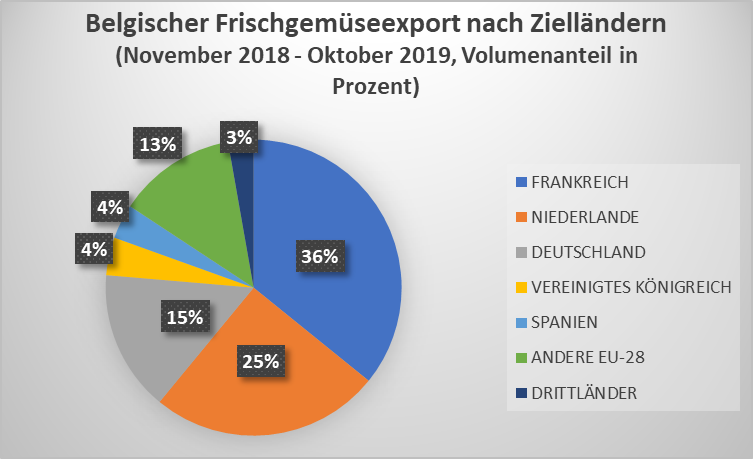 Belgischer Frischgemüseexport nach Zielländern
(November 2018 - Oktober 2019, Volumenanteil in
Prozent)
3%
13%
4%
4%
36%
15%
25%
FRANKREICH
NIEDERLANDE
DEUTSCHLAND
VEREINIGTES KÖNIGREICH
SPANIEN
ANDERE EU-28
DRITTLÄNDER